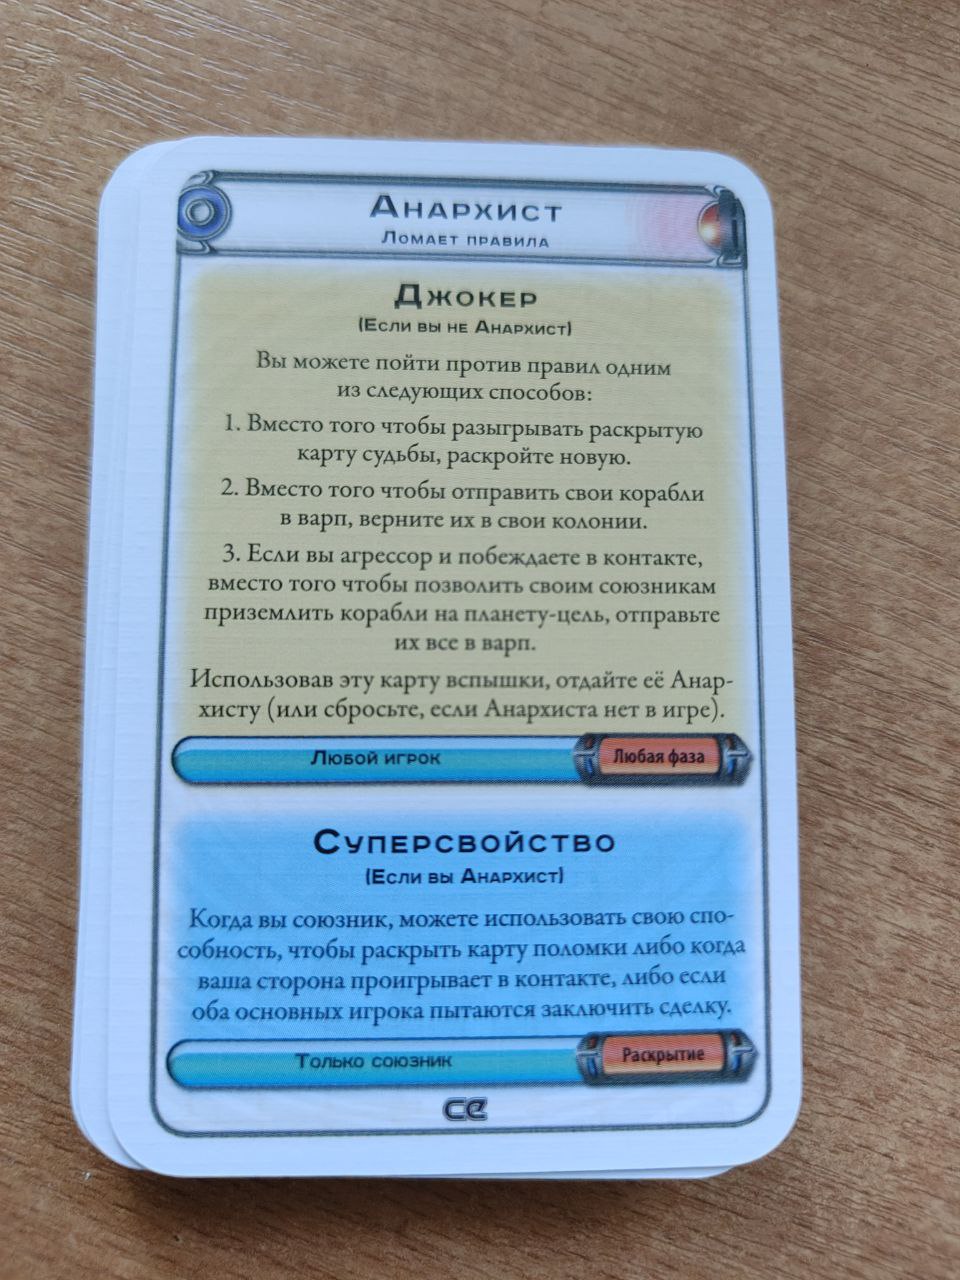 Анархист
Ломает правила
Джокер
(Если вы не Анархист)
Вы можете пойти против правил одним
из следующих способов:
1. Вместо того чтобы разыгрывать раскрытую
карту судьбы, раскройте новую.
2. Вместо того чтобы отправить свои корабли
в варп, верните их в свои колонии.
3. Если вы агрессор и побеждаете в контакте,
вместо того чтобы позволить своим союзникам
приземлить корабли на планету-цель, отправьте
их все в варп.
Использовав эту карту вспышки, отдайте её Анар-
хисту (или сбросьте, если Анархиста нет в игре).
Любой игрок Любая фаза
Суперсвойство
(Если вы Анархист)
Когда вы союзник, можете использовать свою спо-
собность, чтобы раскрыть карту поломки либо когда
ваша сторона проигрывает в контакте, либо если
оба основных игрока пытаются заключить сделку.
Только союзник Раскрытие
CE